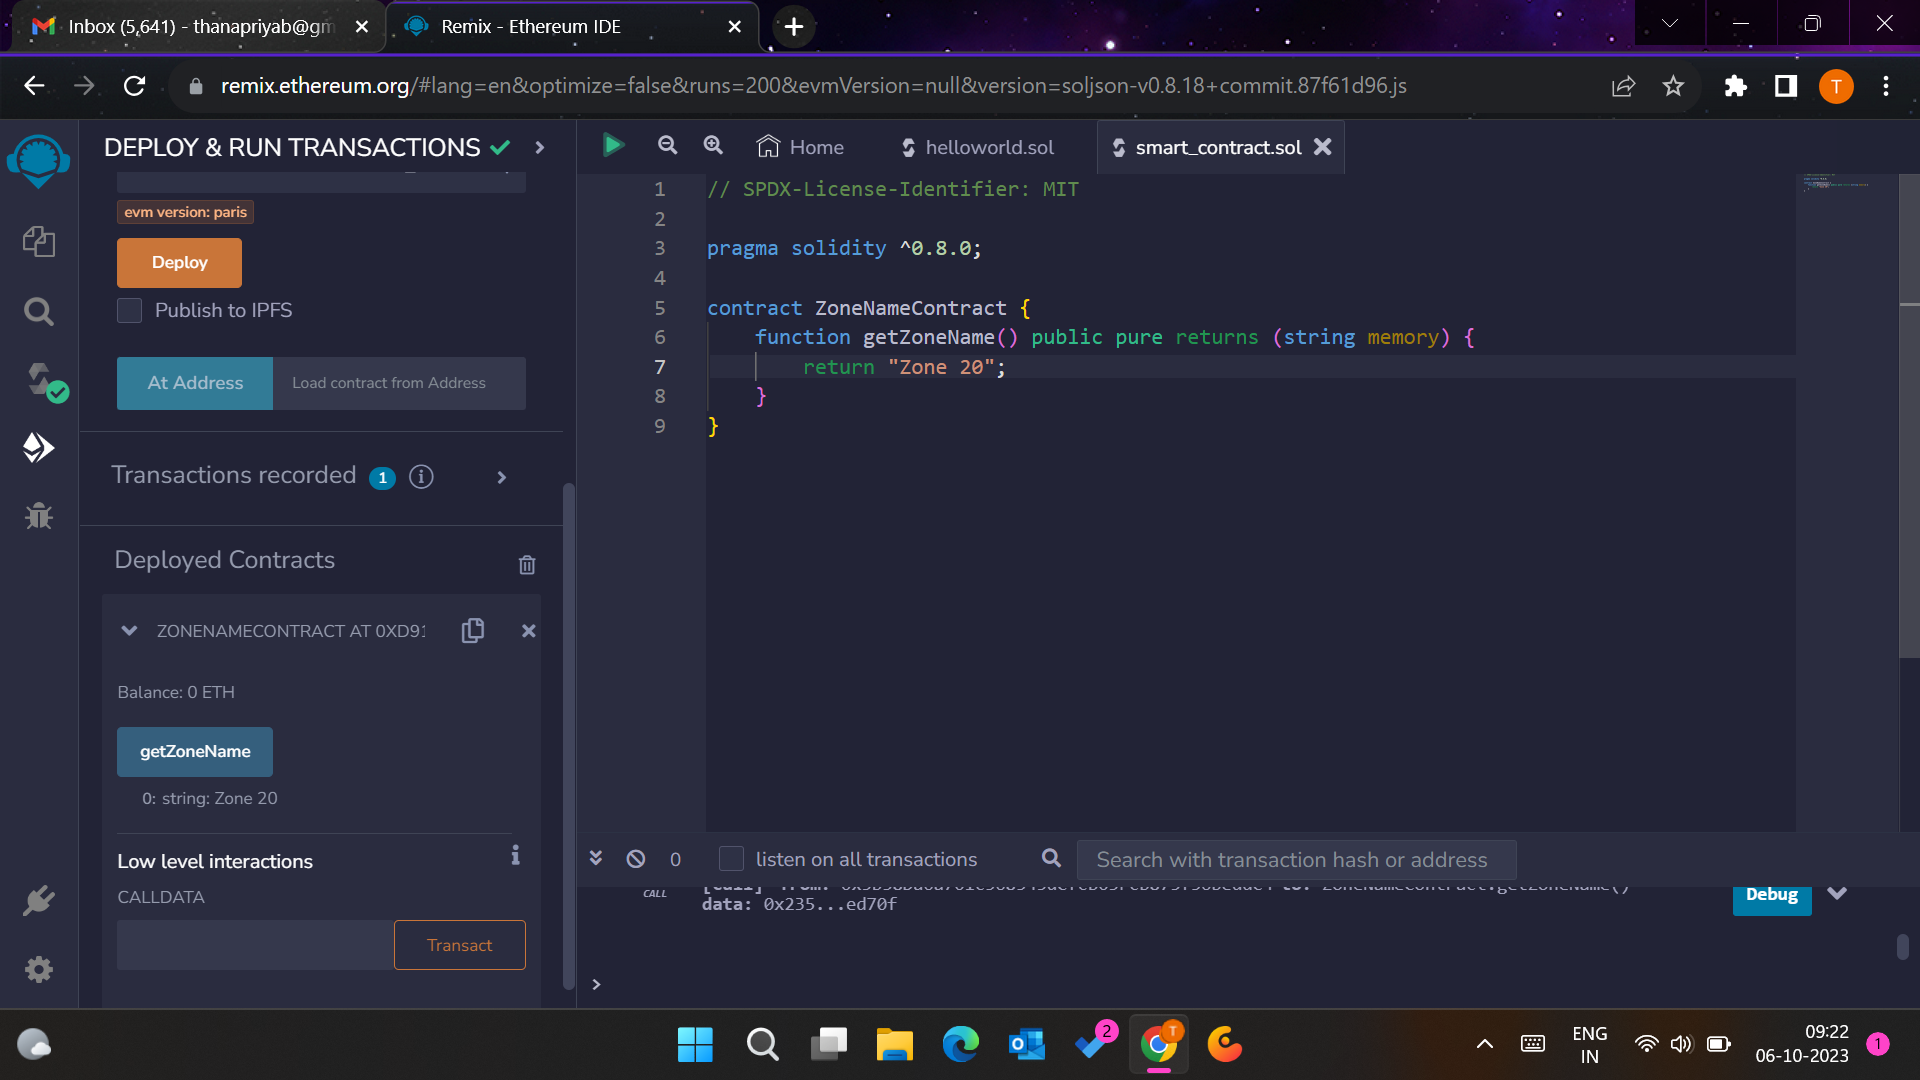 Inbox (5,641) - thanapriyab@gm
Remix - Ethereum IDE
remix.ethereum.org/#lang=en&optimize=false&runs=200&evmVersion=null&version=soljson-v0.8.18+commit.87f61d96.js
T
DEPLOY & RUN TRANSACTIONS
evm version: paris
Deploy
Publish to IPFS
At Address
Load contract from Address
Transactions recorded 1
Deployed Contracts
ZONENAMECONTRACT AT 0XD91
Balance: 0 ETH
getZoneName
0: string: Zone 20
Low level interactions
CALLDATA
Transact
Home
helloworld.sol
smart_contract.sol
1 // SPDX-License-Identifier: MIT
2
3 pragma solidity ^0.8.0;
4
5 contract ZoneNameContract {
6 function getZoneName() public pure returns (string memory) {
7 return "Zone 20";
8 }
9 }
0
listen on all transactions
Search with transaction hash or address
CALL
data: 0x235...ed70f
Debug
>
2
T
ENG
IN
09:22
06-10-2023
1